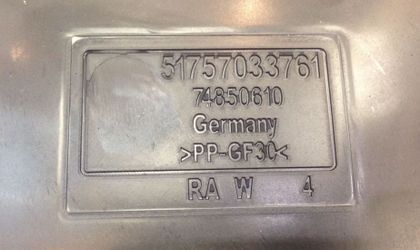 51757033761
74850610
Germany
>PP-GF30<
RA W 4